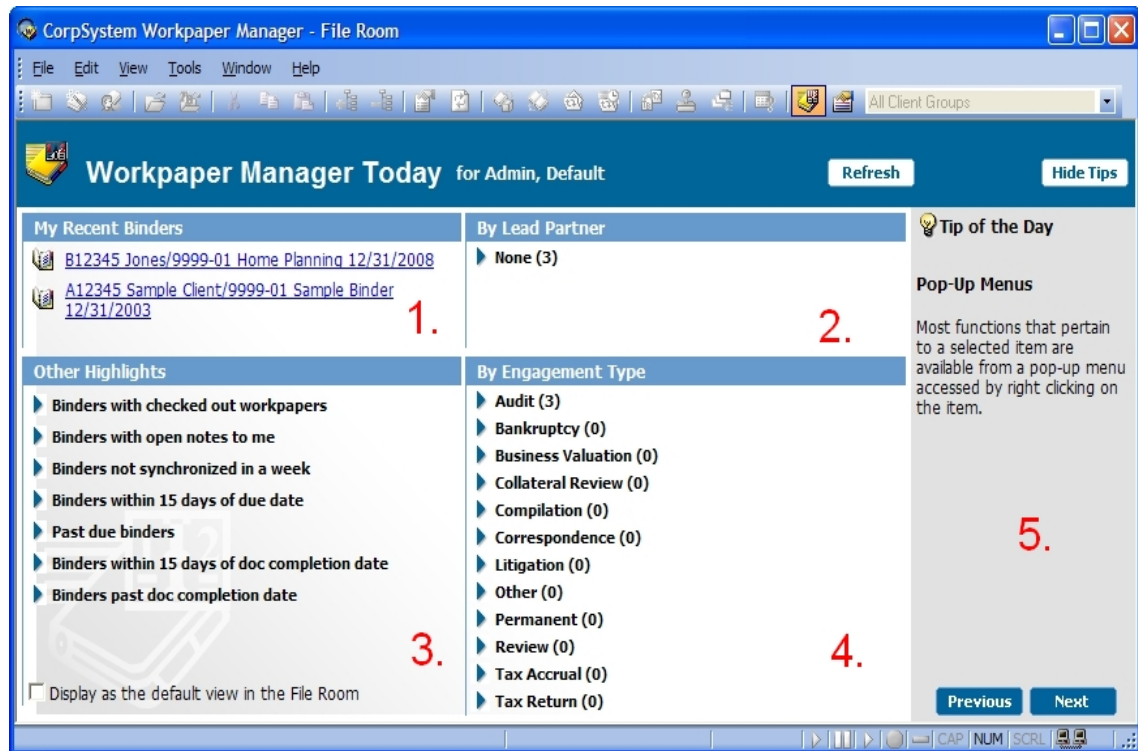 CorpSystem Workpaper Manager - File Room
File Edit View Tools Window Help
All Client Groups
Workpaper Manager Today for Admin, Default
Refresh
Hide Tips
My Recent Binders
B12345 Jones/9999-01 Home Planning 12/31/2008
A12345 Sample Client/9999-01 Sample Binder
12/31/2003
1.
By Lead Partner
None (3)
2.
Other Highlights
Binders with checked out workpapers
Binders with open notes to me
Binders not synchronized in a week
Binders within 15 days of due date
Past due binders
Binders within 15 days of doc completion date
Binders past doc completion date
3.
Display as the default view in the File Room
By Engagement Type
Audit (3)
Bankruptcy (0)
Business Valuation (0)
Collateral Review (0)
Compilation (0)
Correspondence (0)
Litigation (0)
Other (0)
Permanent (0)
Review (0)
Tax Accrual (0)
Tax Return (0)
4.
Tip of the Day
Pop-Up Menus
Most functions that pertain
to a selected item are
available from a pop-up menu
accessed by right clicking on
the item.
5.
Previous
Next
CAP NUM SCRL